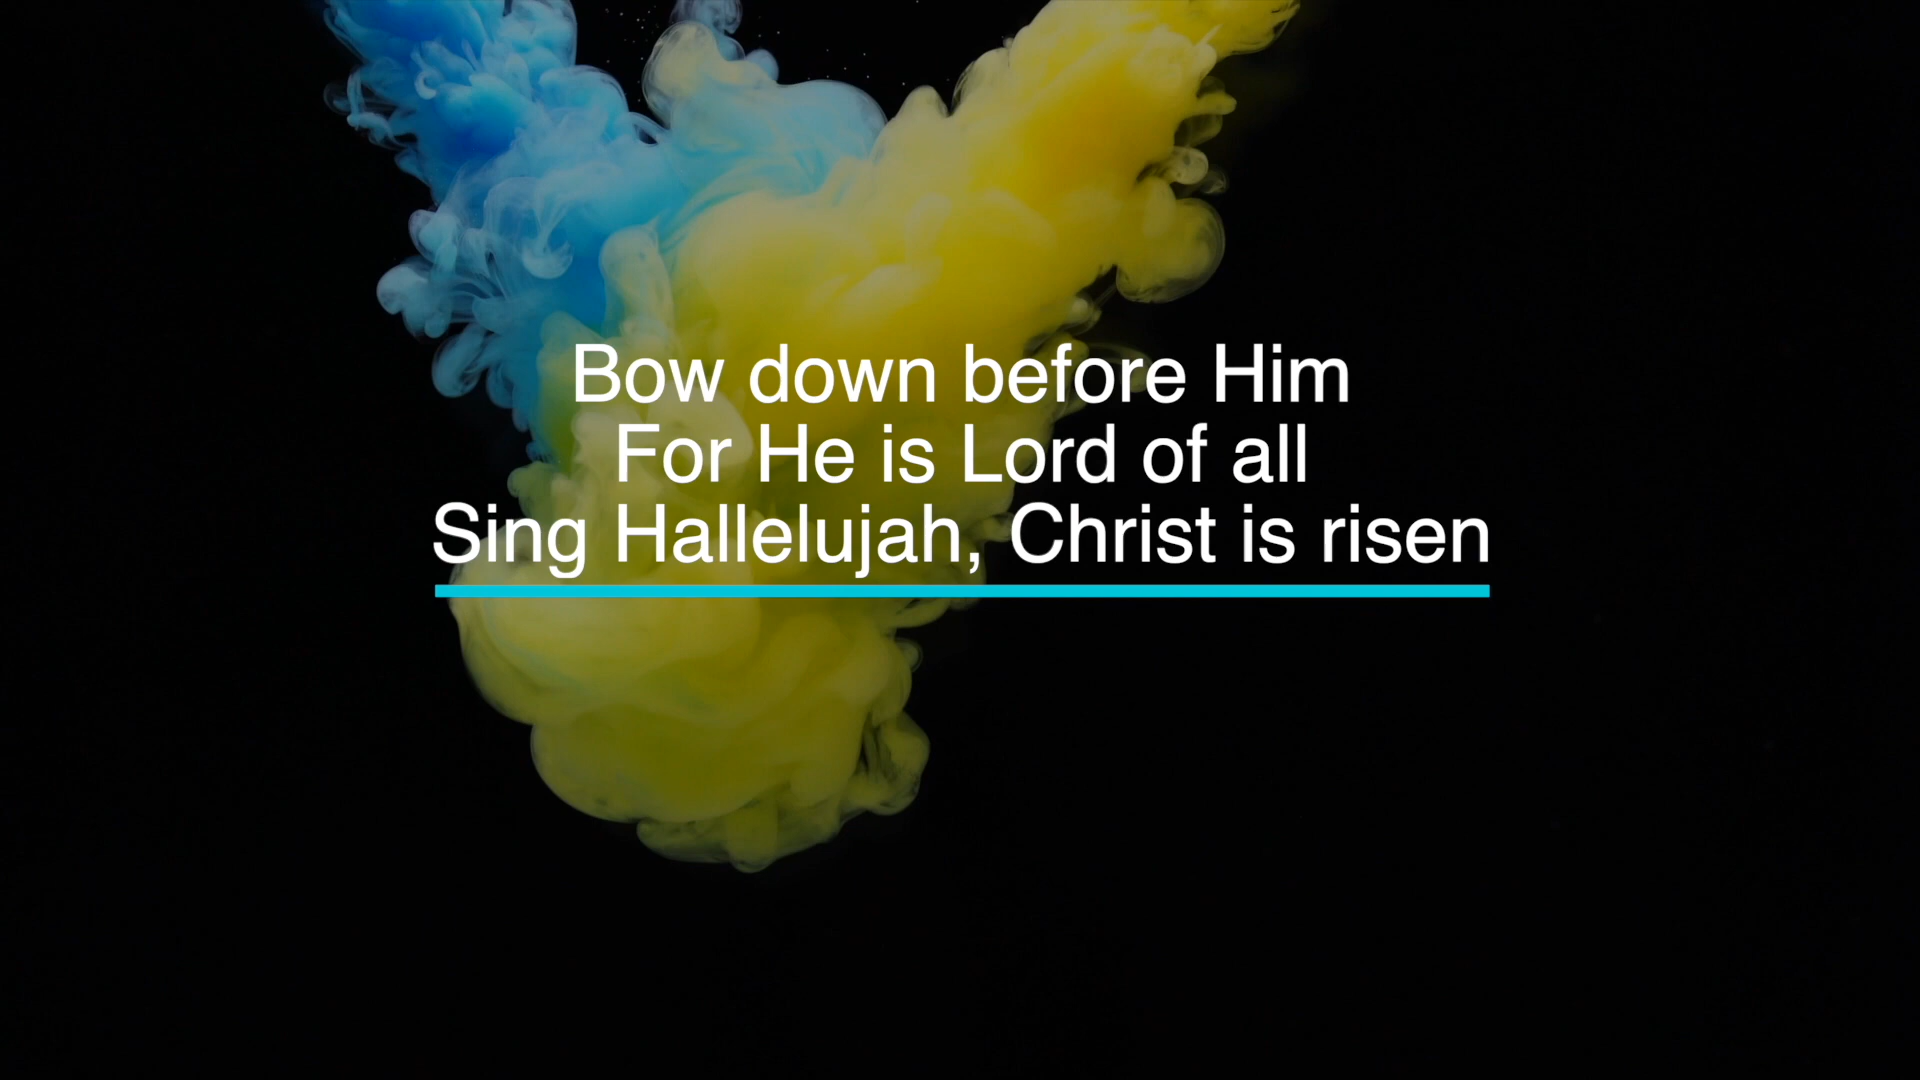 Bow down before Him
For He is Lord of all
Sing Hallelujah, Christ is risen